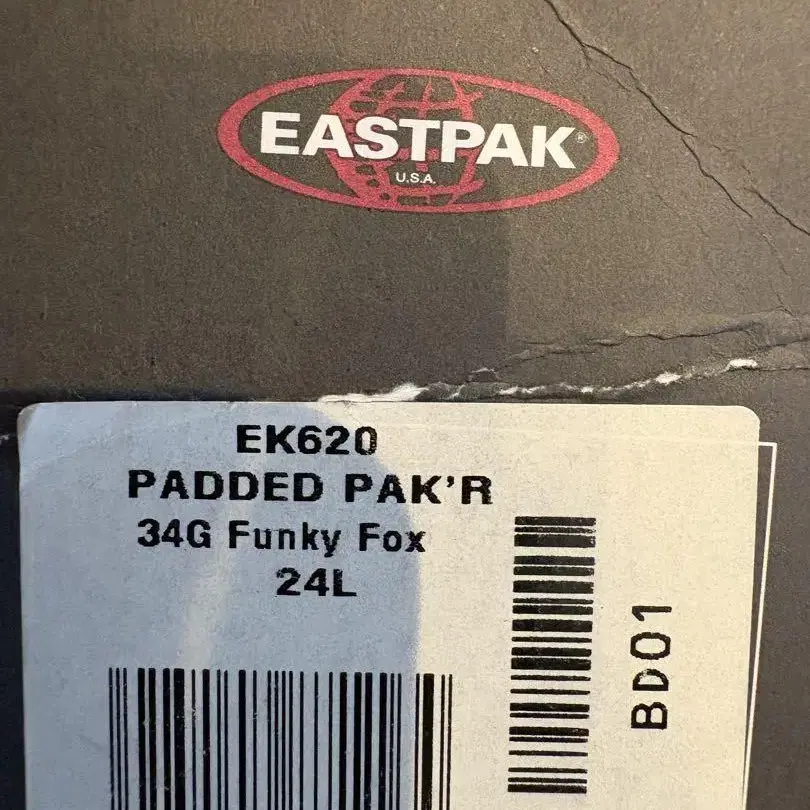 EASTPAK®
U.S.A.
EK620
PADDED PAK'R
34G Funky Fox
24L
BD01